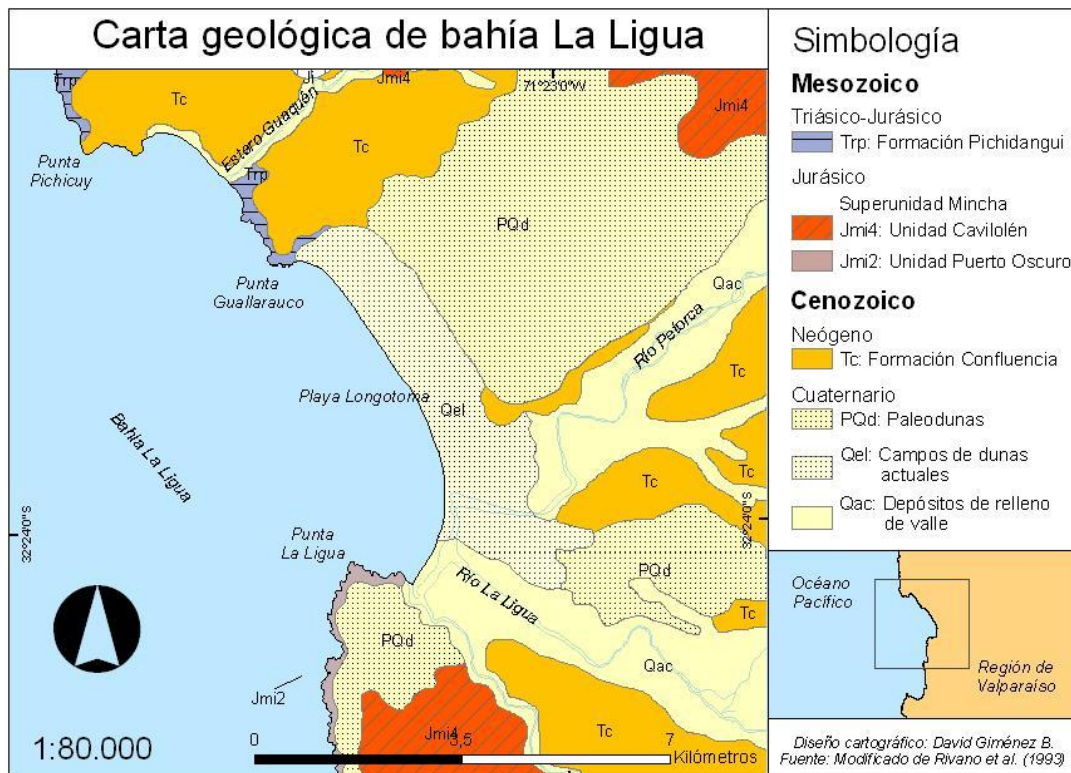 Carta geológica de bahía La Ligua
Trp
Tc
Ji
Jmi4
71°23'0"W
Jmi4
Estero Guaquén
Tc
Punta
Pichicuy
Trp
PQd
Punta
Guallarauco
Qac
Río Petorca
Tc
Playa Longotoma
Qel
Bahía La Ligua
Tc
Tc
32°24'0"S
32°24'0"S
Punta
La Ligua
PQd
Río La Ligua
Tc
PQd
Qac
Jmi2
Jmi4
Tc
1:80.000
0
3,5
7
Kilómetros
Simbología
Mesozoico
Triásico-Jurásico
Trp: Formación Pichidangui
Jurásico
Superunidad Mincha
Jmi4: Unidad Cavilolén
Jmi2: Unidad Puerto Oscuro
Cenozoico
Neógeno
Tc: Formación Confluencia
Cuaternario
PQd: Paleodunas
Qel: Campos de dunas
actuales
Qac: Depósitos de relleno
de valle
Océano
Pacífico
Región de
Valparaíso
Diseño cartográfico: David Giménez B.
Fuente: Modificado de Rivano et al. (1993)